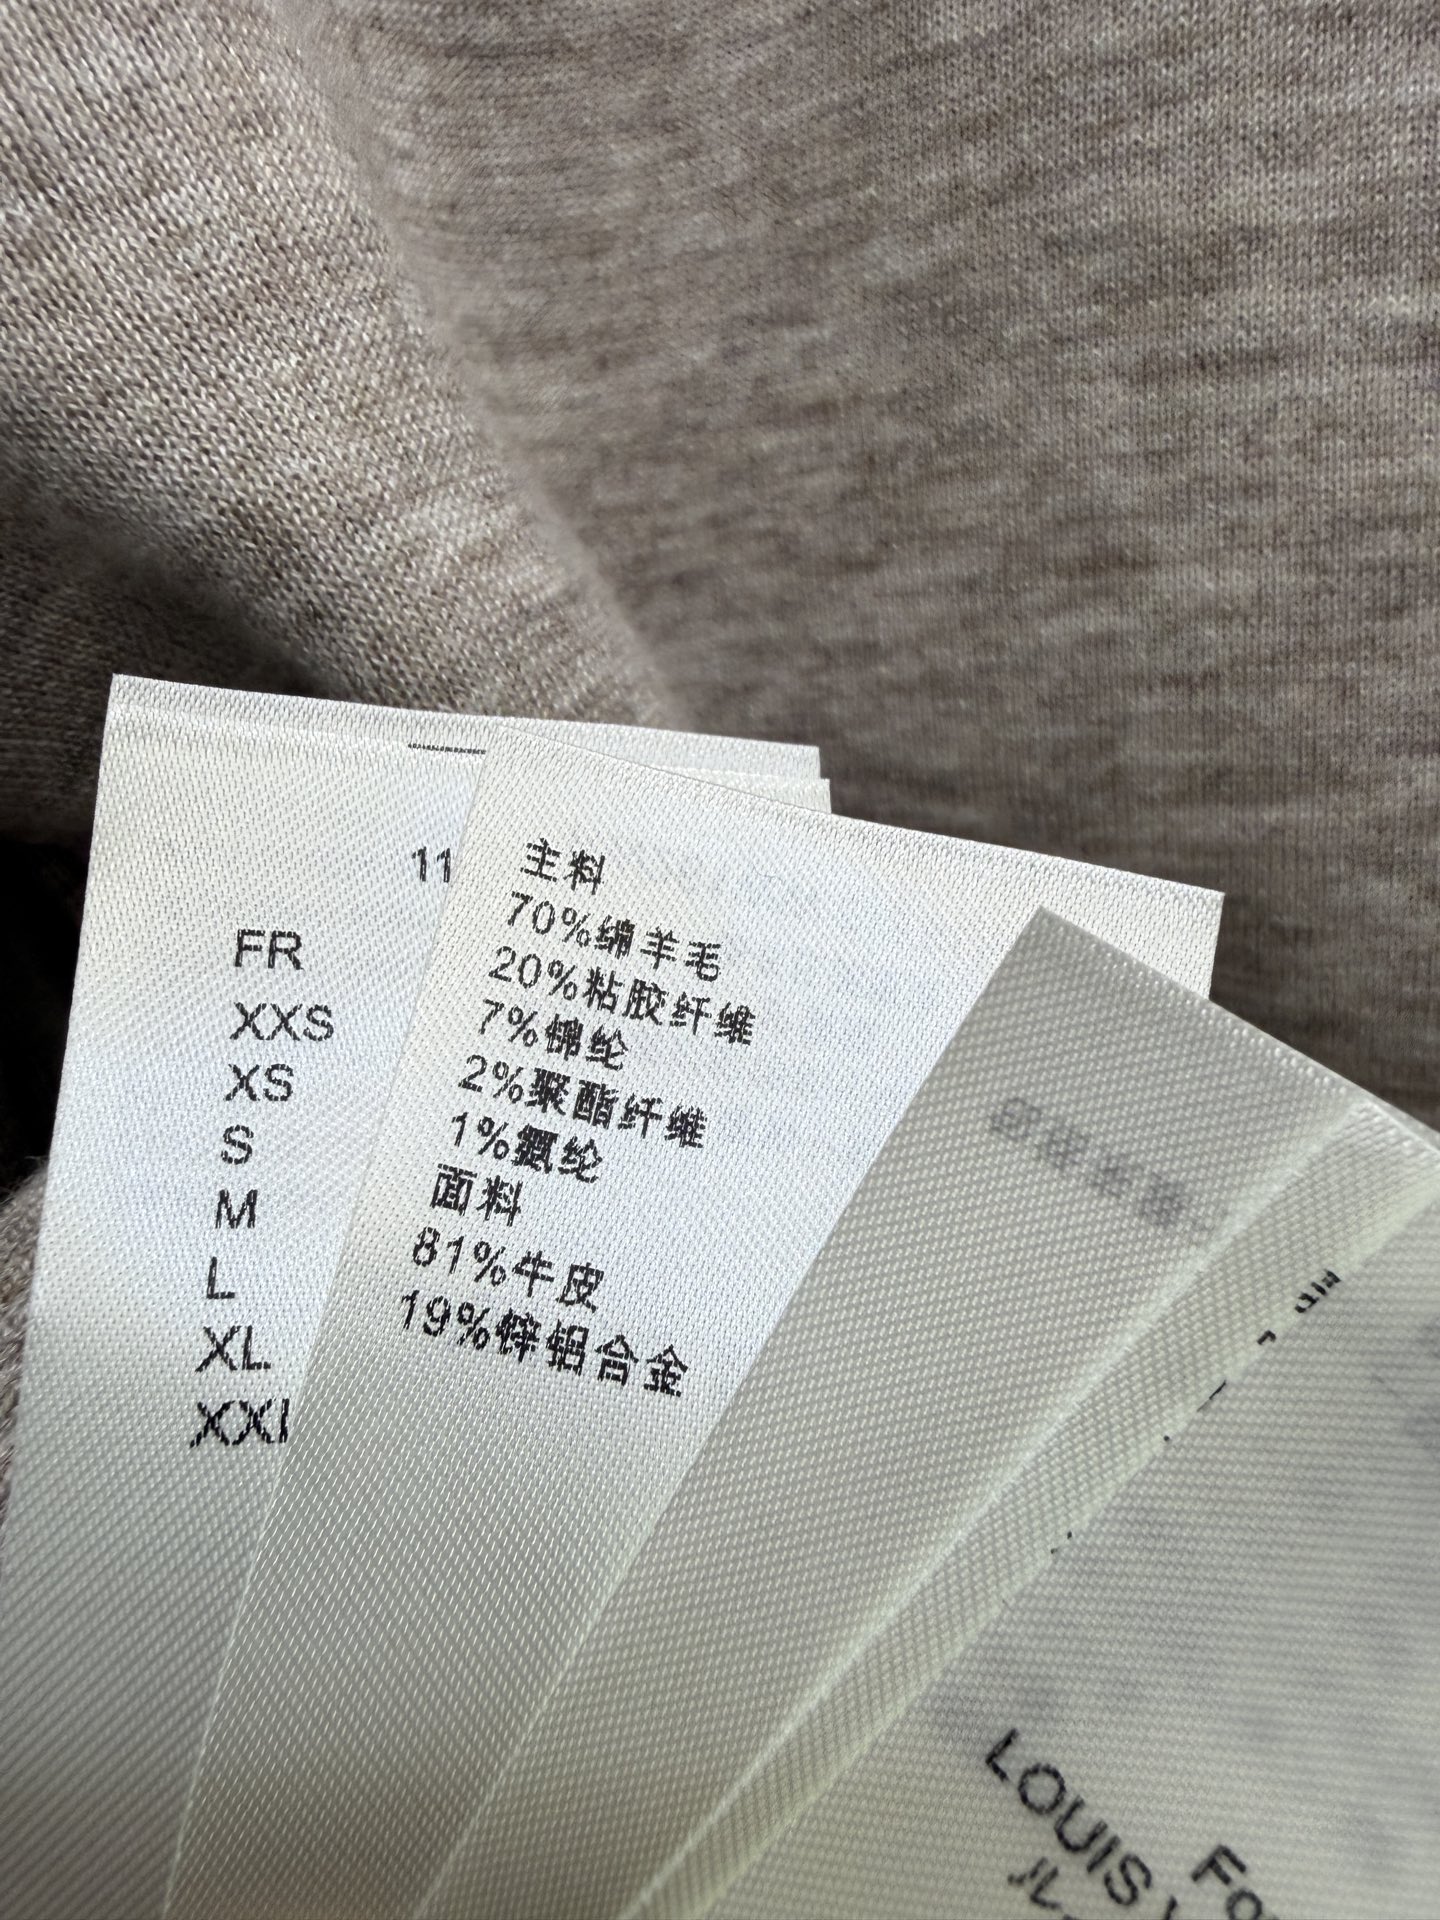 11
FR
XXS
XS
S
M
L
XL
主料
70%绵羊毛
20%粘胶纤维
7%锦纶
2%聚酯纤维
1%氨纶
面料
81%牛皮
19%锌铝合金
LOUIS